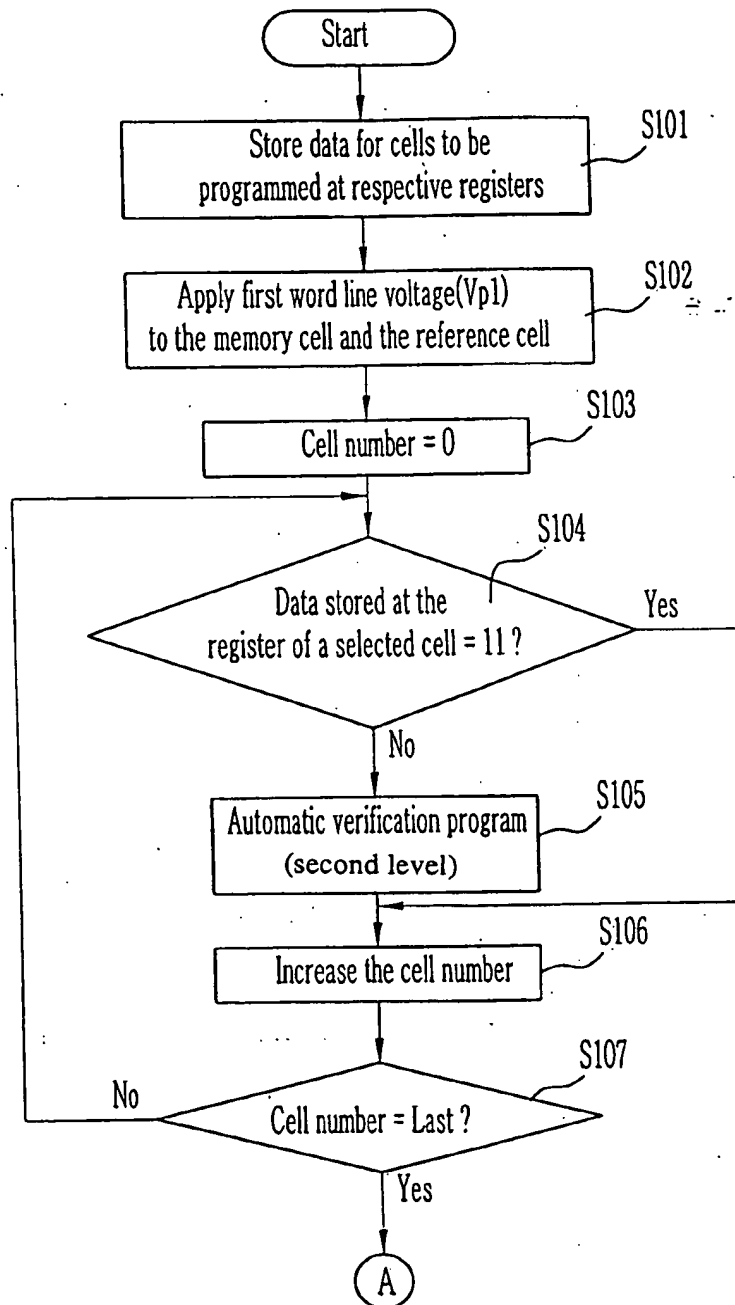 Start
S101
Store data for cells to be
programmed at respective registers
S102
Apply first word line voltage(Vp1)
to the memory cell and the reference cell
S103
Cell number = 0
S104
Data stored at the
register of a selected cell = 11 ?
Yes
No
S105
Automatic verification program
(second level)
S106
Increase the cell number
S107
No
Cell number = Last ?
Yes
A